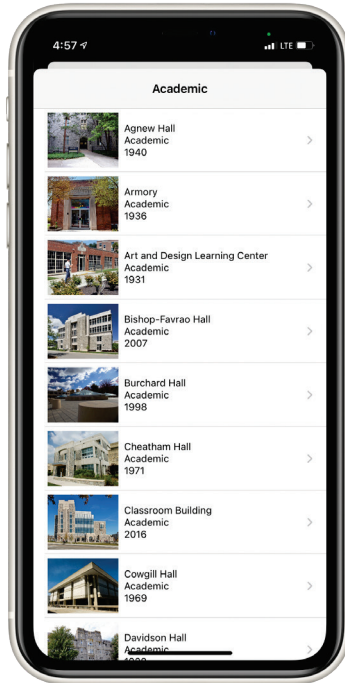 4:57
LTE
Academic
Agnew Hall
Academic
1940
Armory
Academic
1936
Art and Design Learning Center
Academic
1931
Bishop-Favrao Hall
Academic
2007
Burchard Hall
Academic
1998
Cheatham Hall
Academic
1971
Classroom Building
Academic
2016
Cowgill Hall
Academic
1969
Davidson Hall
Academic